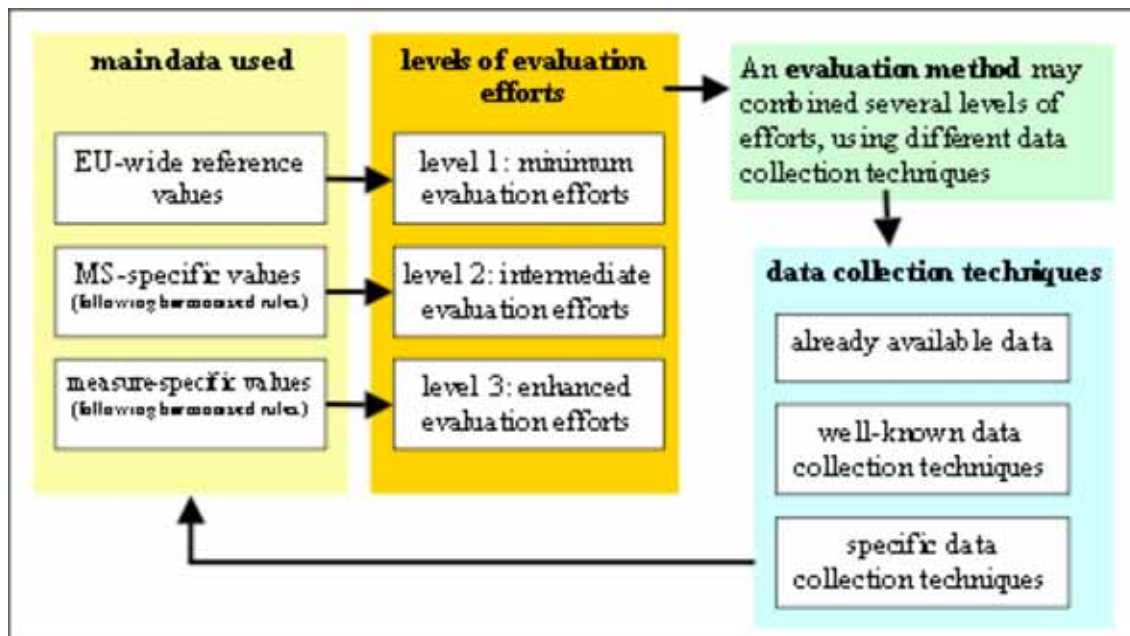 main data used
EU-wide reference
values
MS-specific values
(following harmonised rules)
measure-specific values
(following harmonised rules)
levels of evaluation
efforts
level 1: minimum
evaluation efforts
level 2: intermediate
evaluation efforts
level 3: enhanced
evaluation efforts
An evaluation method may
combined several levels of
efforts, using different data
collection techniques
data collection techniques
already available data
well-known data
collection techniques
specific data
collection techniques